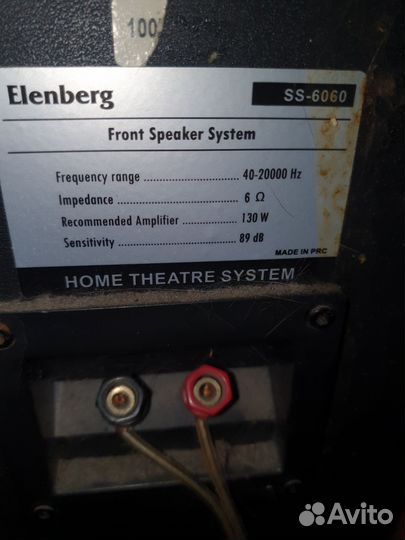 100
Elenberg SS-6060
Front Speaker System
Frequency range .................... 40-20000 Hz
Impedance .................... 6 Ω
Recommended Amplifier .................... 130 W
Sensitivity .................... 89 dB
MADE IN PRC
HOME THEATRE SYSTEM
Avito